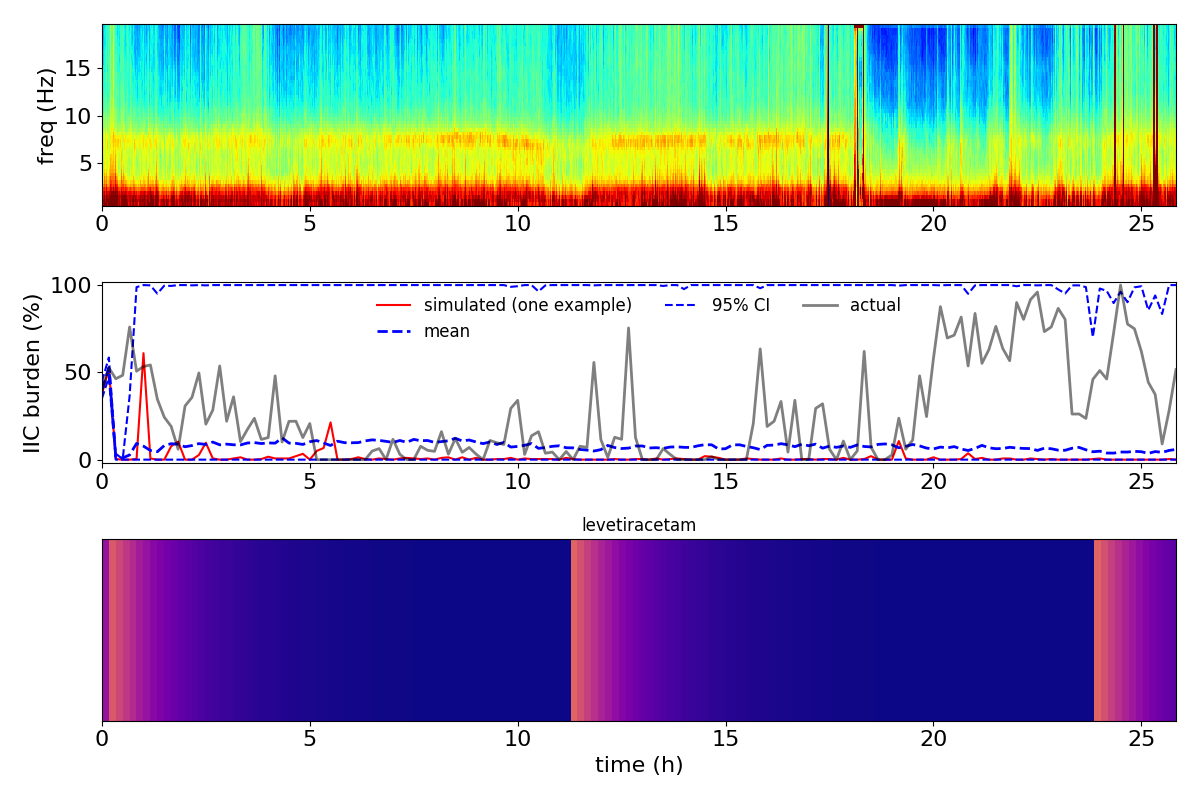 freq (Hz)
15
10
5
0 5 10 15 20 25
IIC burden (%)
100
50
0
simulated (one example)
mean
95% CI
actual
0 5 10 15 20 25
levetiracetam
0 5 10 15 20 25
time (h)